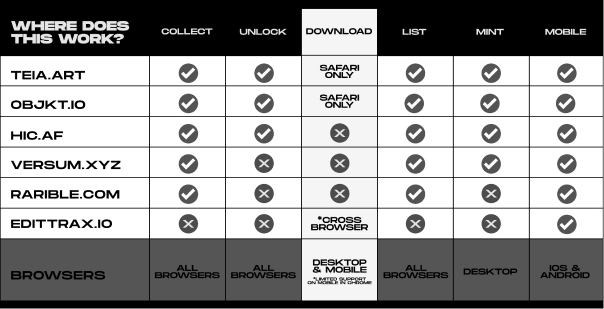 WHERE DOES
THIS WORK?
COLLECT
UNLOCK
DOWNLOAD
LIST
MINT
MOBILE
TEIA.ART
SAFARI
ONLY
OBJKT.IO
SAFARI
ONLY
HIC.AF
VERSUM.XYZ
RARIBLE.COM
EDITTRAX.IO
*CROSS
BROWSER
BROWSERS
ALL
BROWSERS
ALL
BROWSERS
DESKTOP
& MOBILE
*LIMITED SUPPORT
ON MOBILE IN CHROME
ALL
BROWSERS
DESKTOP
IOS &
ANDROID